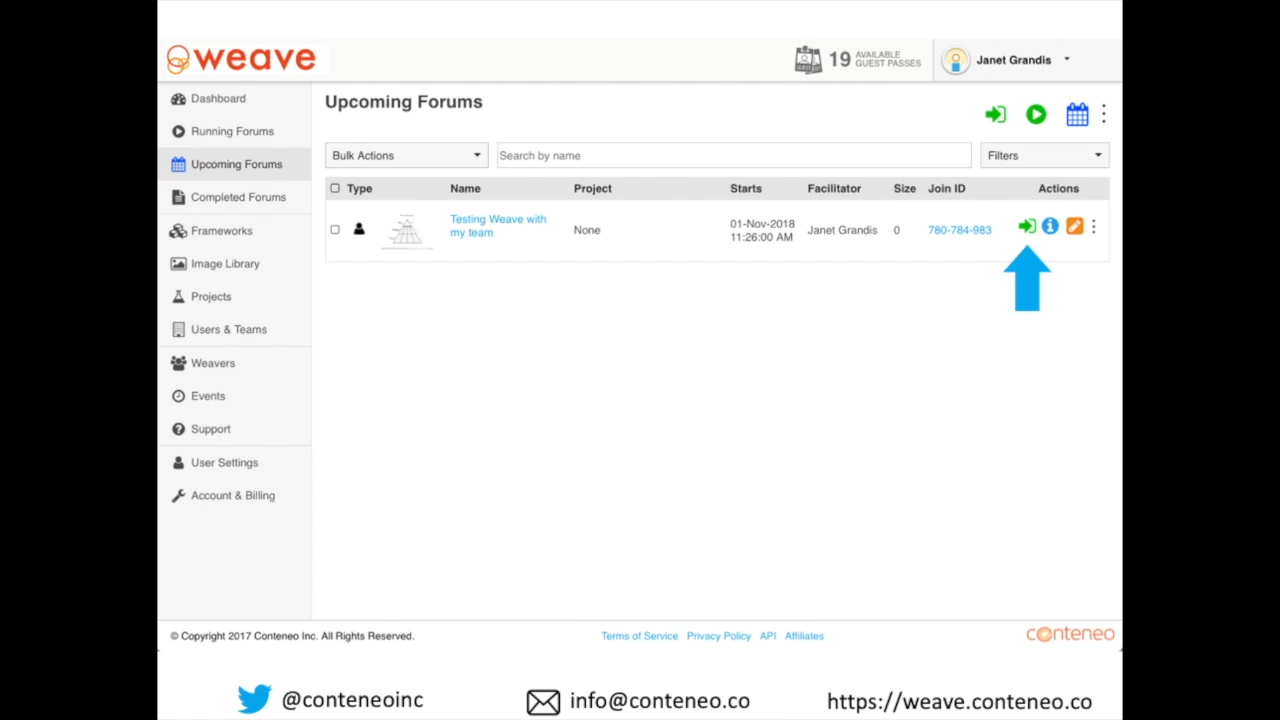 weave
19 AVAILABLE GUEST PASSES
Janet Grandis
Dashboard
Running Forums
Upcoming Forums
Completed Forums
Frameworks
Image Library
Projects
Users & Teams
Weavers
Events
Support
User Settings
Account & Billing
Upcoming Forums
Bulk Actions
Search by name
Filters
Type Name Project Starts Facilitator Size Join ID Actions
Testing Weave with
my team
None
01-Nov-2018
11:26:00 AM
Janet Grandis
0
780-784-983
© Copyright 2017 Conteneo Inc. All Rights Reserved.
Terms of Service Privacy Policy API Affiliates
conteneo
@conteneoinc
info@conteneo.co
https://weave.conteneo.co